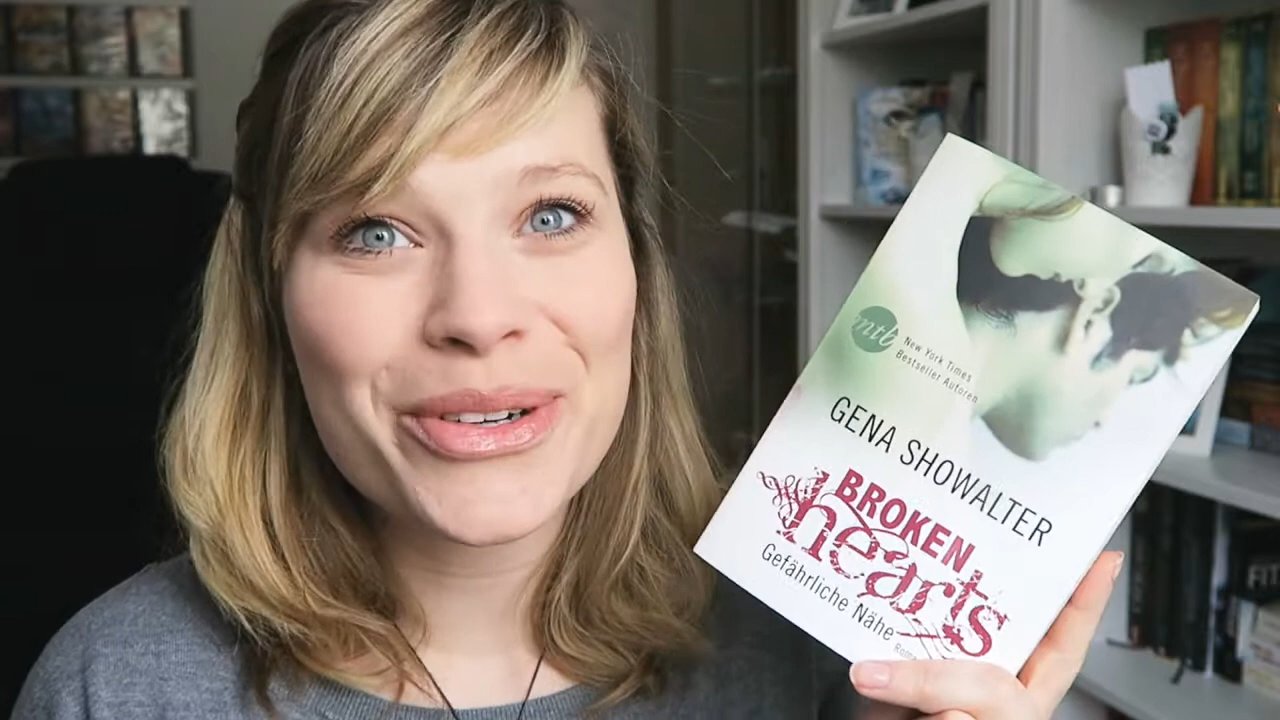 mtb
New York Times
Bestseller Autoren
GENA SHOWALTER
BROKEN
hearts
Gefährliche Nähe